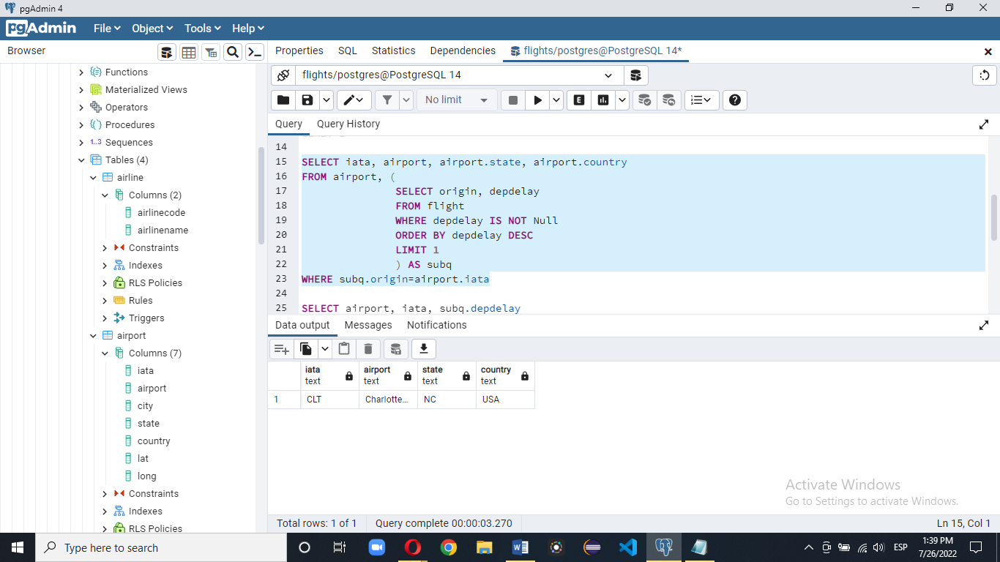 pgAdmin 4
pgAdmin File Object Tools Help
Browser
Properties SQL Statistics Dependencies flights/postgres@PostgreSQL 14*
flights/postgres@PostgreSQL 14
No limit
Query Query History
Functions
Materialized Views
Operators
Procedures
1..3 Sequences
Tables (4)
airline
Columns (2)
airlinecode
airlinename
Constraints
Indexes
RLS Policies
Rules
Triggers
airport
Columns (7)
iata
airport
city
state
country
lat
long
Constraints
Indexes
RLS Policies
14
15 SELECT iata, airport, airport.state, airport.country
16 FROM airport, (
17 SELECT origin, depdelay
18 FROM flight
19 WHERE depdelay IS NOT Null
20 ORDER BY depdelay DESC
21 LIMIT 1
22 ) AS subq
23 WHERE subq.origin=airport.iata
24
25 SELECT airport, iata, subq.depdelay
Data output Messages Notifications
iata airport state country
text text text text
1 CLT Charlotte... NC USA
Activate Windows
Go to Settings to activate Windows.
Total rows: 1 of 1 Query complete 00:00:03.270 Ln 15, Col 1
Type here to search
ESP
1:39 PM
7/26/2022